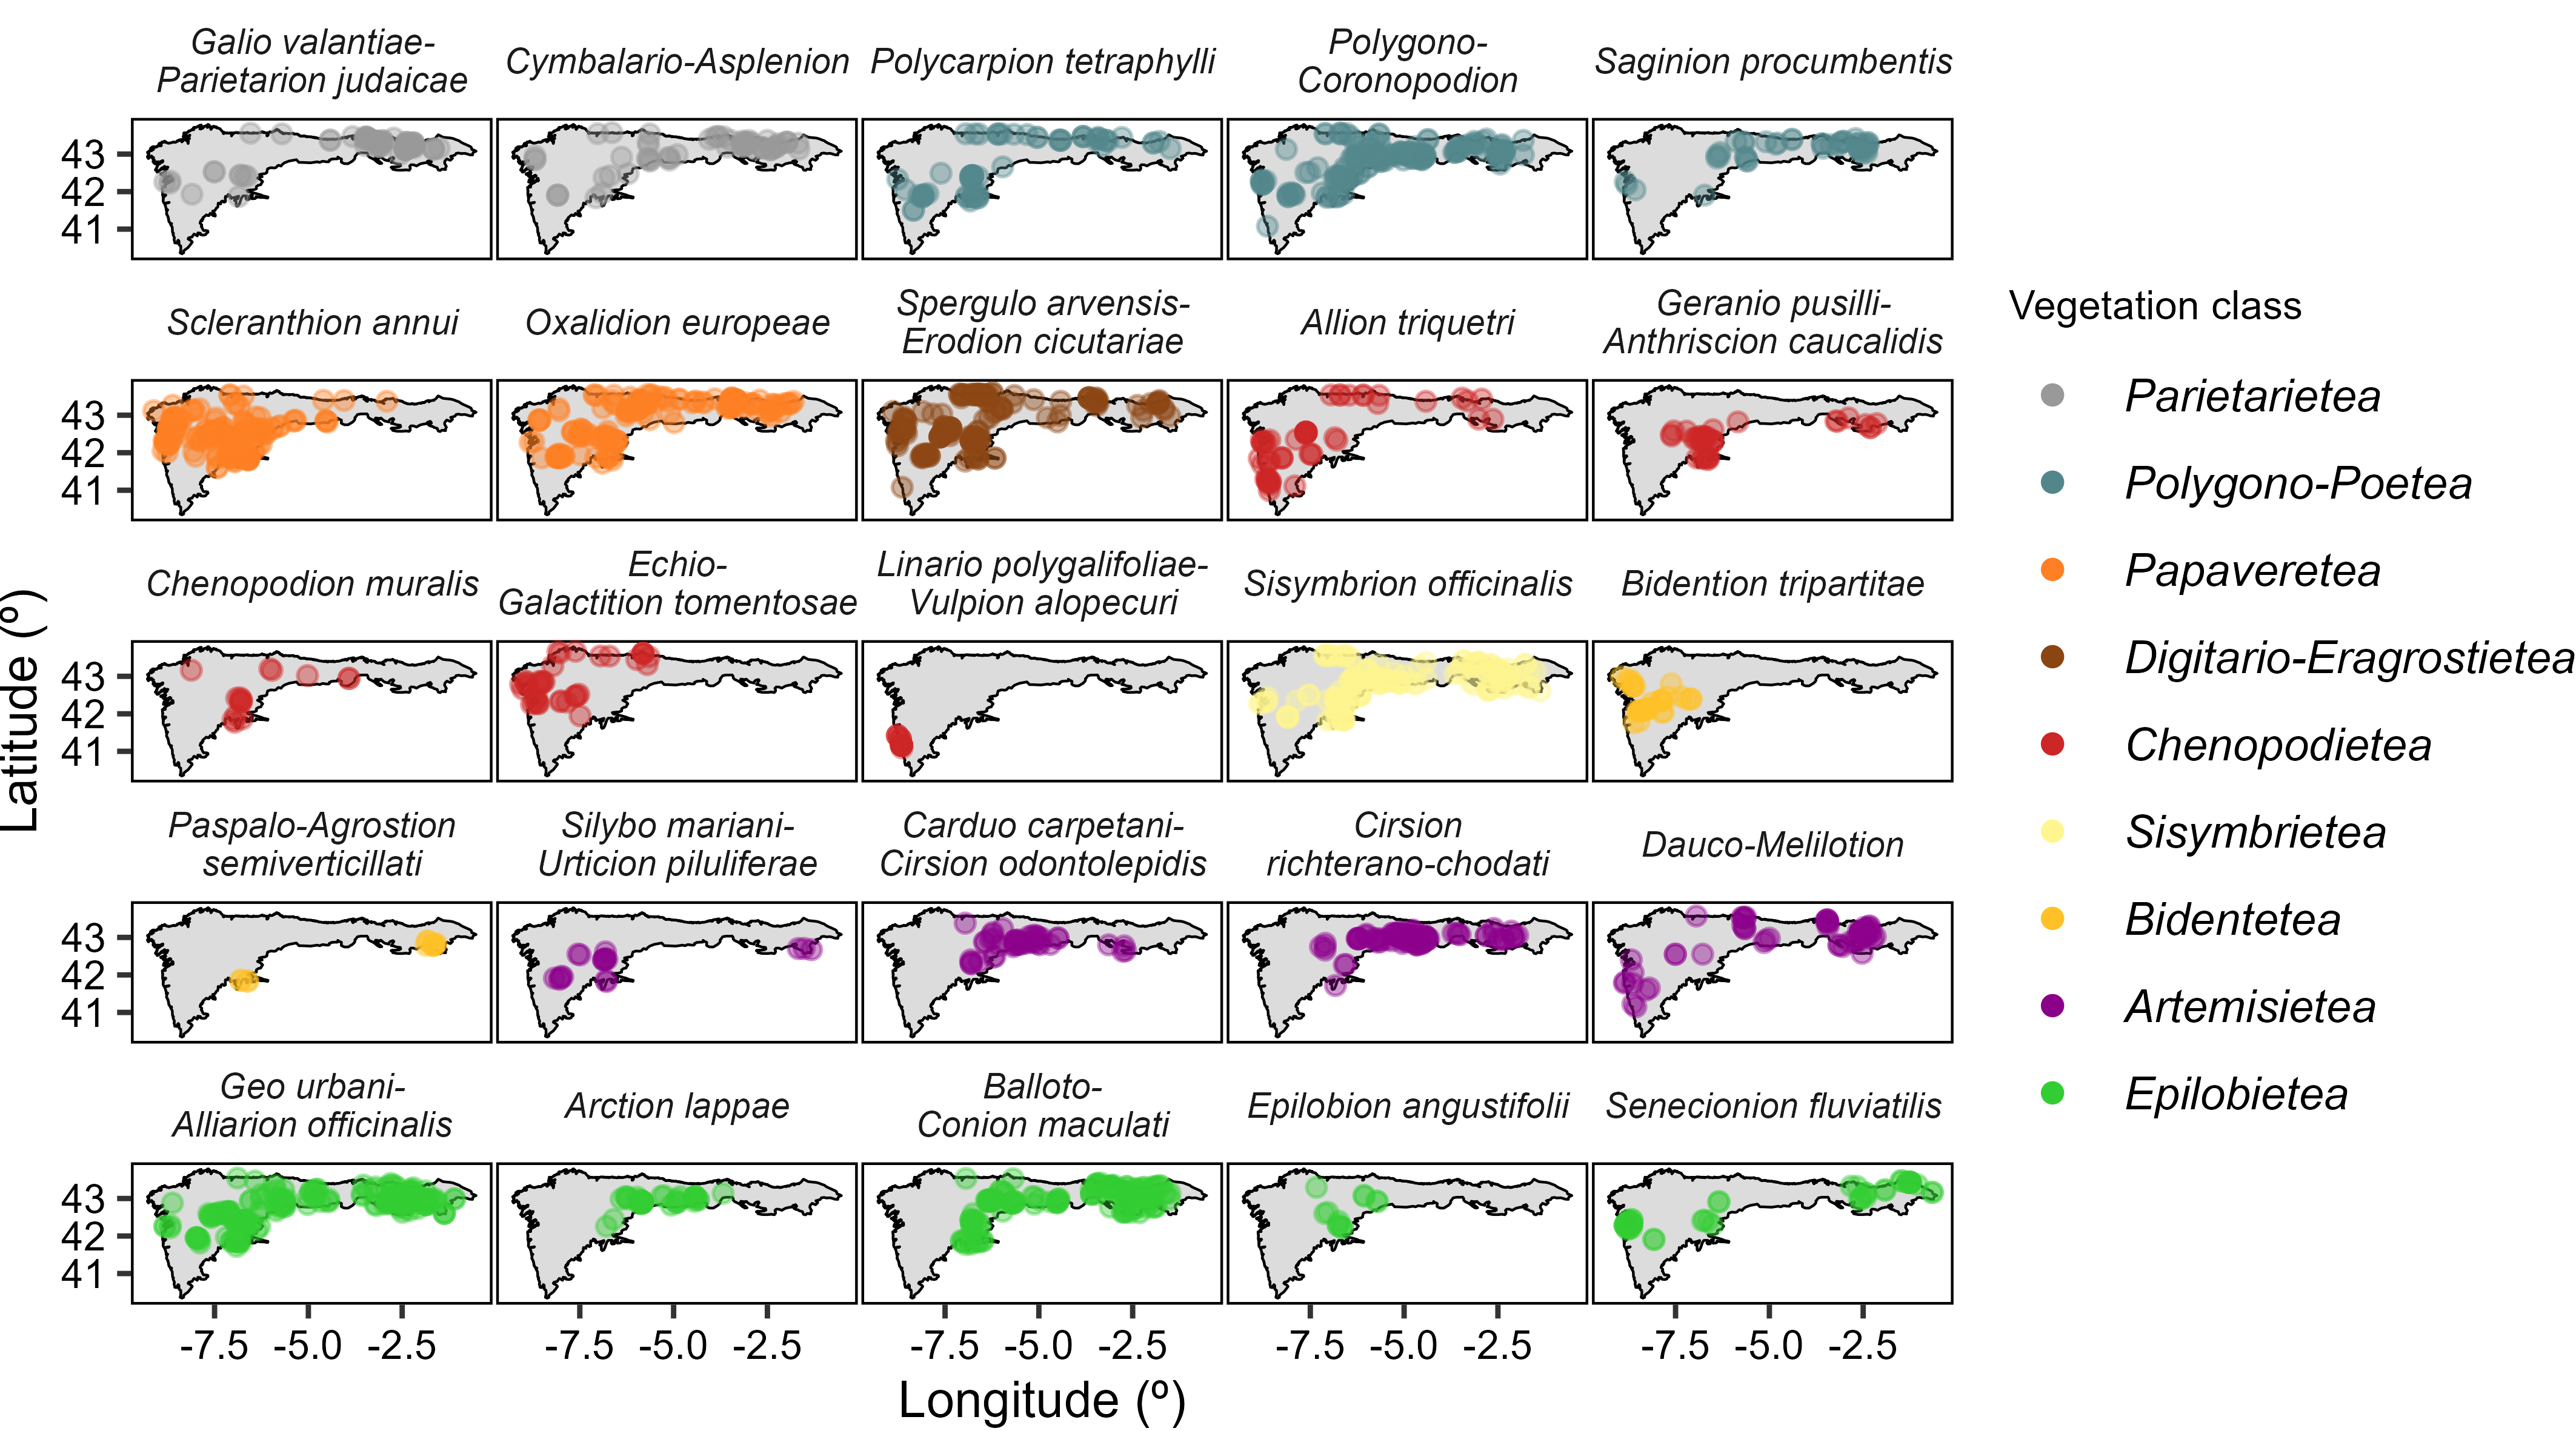 Galio valantiae-
Parietarion judaicae
Cymbalario-Asplenion
Polycarpion tetraphylli
Polygono-
Coronopodion
Saginion procumbentis
43
42
41
Scleranthion annui
Oxalidion europeae
Spergulo arvensis-
Erodion cicutariae
Allion triquetri
Geranio pusilli-
Anthriscion caucalidis
43
42
41
Chenopodion muralis
Echio-
Galactition tomentosae
Linario polygalifoliae-
Vulpion alopecuri
Sisymbrion officinalis
Bidention tripartitae
43
42
41
Paspalo-Agrostion
semiverticillati
Silybo mariani-
Urticion piluliferae
Carduo carpetani-
Cirsion odontolepidis
Cirsion
richterano-chodati
Dauco-Melilotion
43
42
41
Geo urbani-
Alliarion officinalis
Arction lappae
Balloto-
Conion maculati
Epilobion angustifolii
Senecionion fluviatilis
43
42
41
-7.5 -5.0 -2.5
-7.5 -5.0 -2.5
-7.5 -5.0 -2.5
-7.5 -5.0 -2.5
-7.5 -5.0 -2.5
Longitude (º)
Latitude (º)
Vegetation class
Parietarietea
Polygono-Poetea
Papaveretea
Digitario-Eragrostietea
Chenopodietea
Sisymbrietea
Bidentetea
Artemisietea
Epilobietea